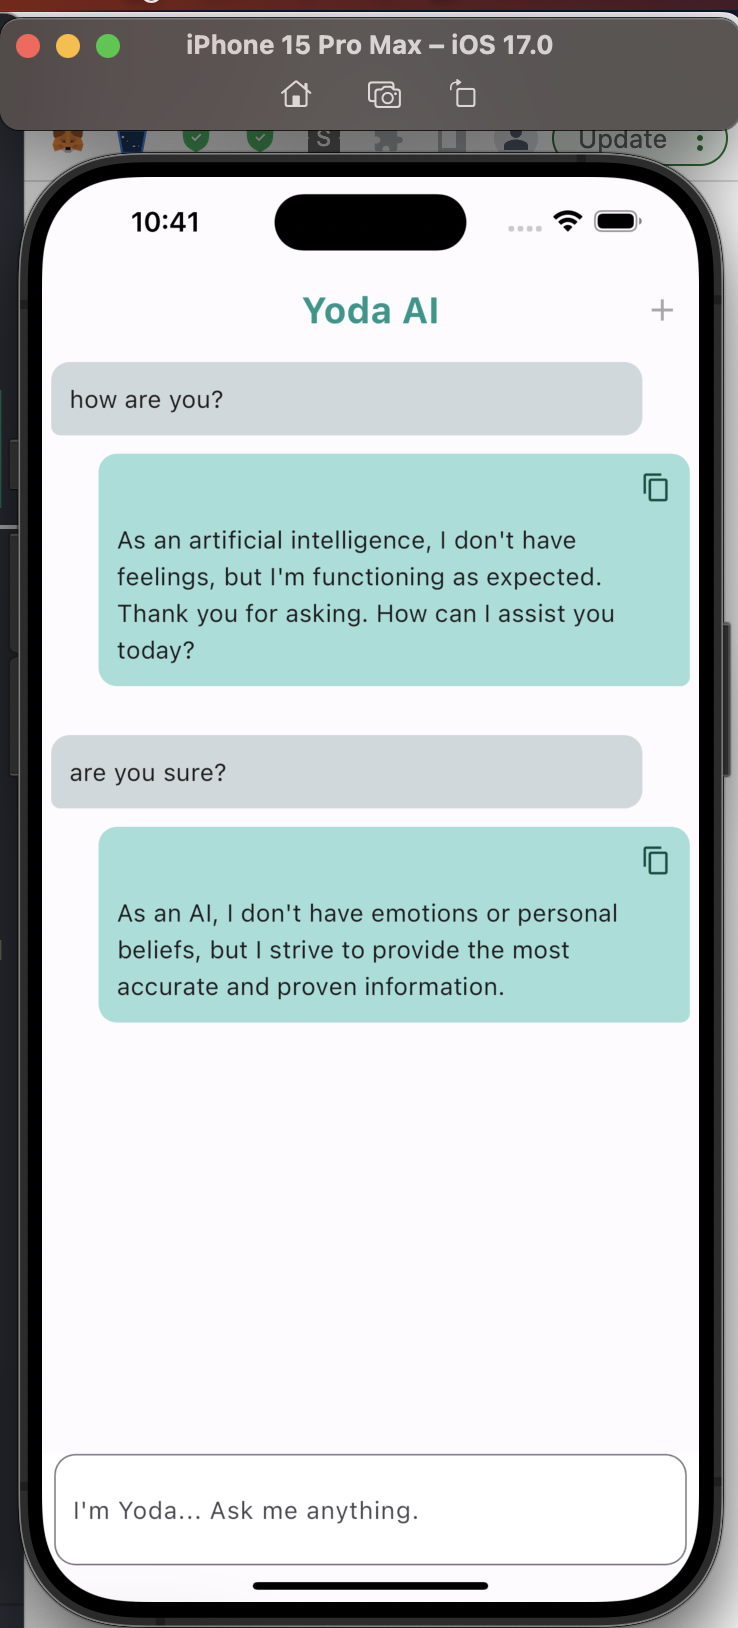 iPhone 15 Pro Max – iOS 17.0
S
Update
10:41
Yoda AI
how are you?
As an artificial intelligence, I don't have
feelings, but I'm functioning as expected.
Thank you for asking. How can I assist you
today?
are you sure?
As an AI, I don't have emotions or personal
beliefs, but I strive to provide the most
accurate and proven information.
I'm Yoda... Ask me anything.